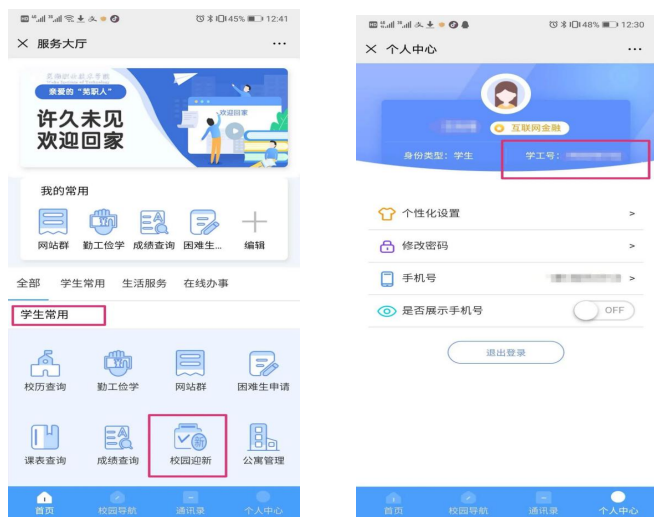 45% 12:41
服务大厅
亲爱的“芜职人”
许久未见
欢迎回家
欢迎回家
我的常用
网站群 勤工俭学 成绩查询 困难生... 编辑
全部 学生常用 生活服务 在线办事
学生常用
校历查询 勤工俭学 网站群 困难生申请
课表查询 成绩查询 校园迎新 公寓管理
新
首页 校园导航 通讯录 个人中心
48% 12:30
个人中心
互联网金融
身份类型：学生 学工号：
个性化设置
修改密码
手机号
是否展示手机号 OFF
退出登录
首页 校园导航 通讯录 个人中心